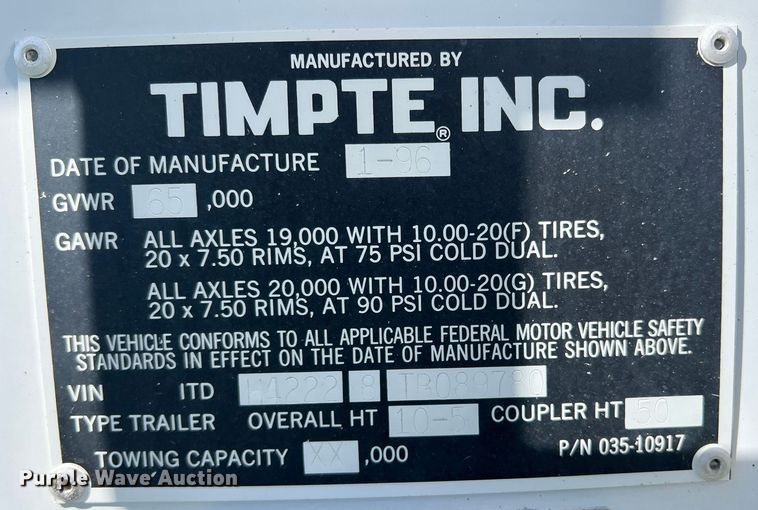 MANUFACTURED BY
TIMPTE® INC.
DATE OF MANUFACTURE 1-96
GVWR 65 ,000
GAWR ALL AXLES 19,000 WITH 10.00-20(F) TIRES,
20 x 7.50 RIMS, AT 75 PSI COLD DUAL.
ALL AXLES 20,000 WITH 10.00-20(G) TIRES,
20 x 7.50 RIMS, AT 90 PSI COLD DUAL.
THIS VEHICLE CONFORMS TO ALL APPLICABLE FEDERAL MOTOR VEHICLE SAFETY
STANDARDS IN EFFECT ON THE DATE OF MANUFACTURE SHOWN ABOVE.
VIN ITD H4222 8
TYPE TRAILER OVERALL HT 10-5 COUPLER HT 50
TOWING CAPACITY XX ,000
P/N 035-10917
Purple Wave Auction